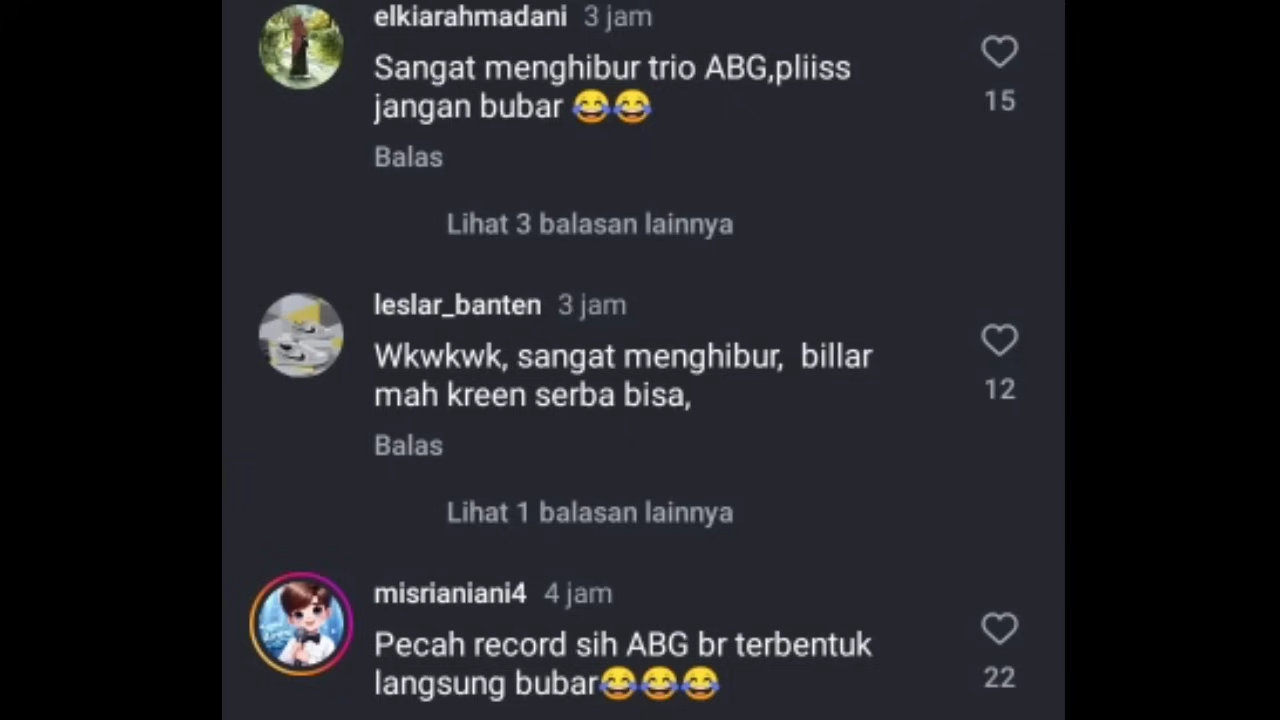 elkiarahmadani 3 jam
Sangat menghibur trio ABG,pliiss
jangan bubar 😂😂
15
Balas
Lihat 3 balasan lainnya
leslar_banten 3 jam
Wkwkwk, sangat menghibur, billar
mah kreen serba bisa,
12
Balas
Lihat 1 balasan lainnya
misrianiani4 4 jam
Pecah record sih ABG br terbentuk
langsung bubar😂😂😂
22